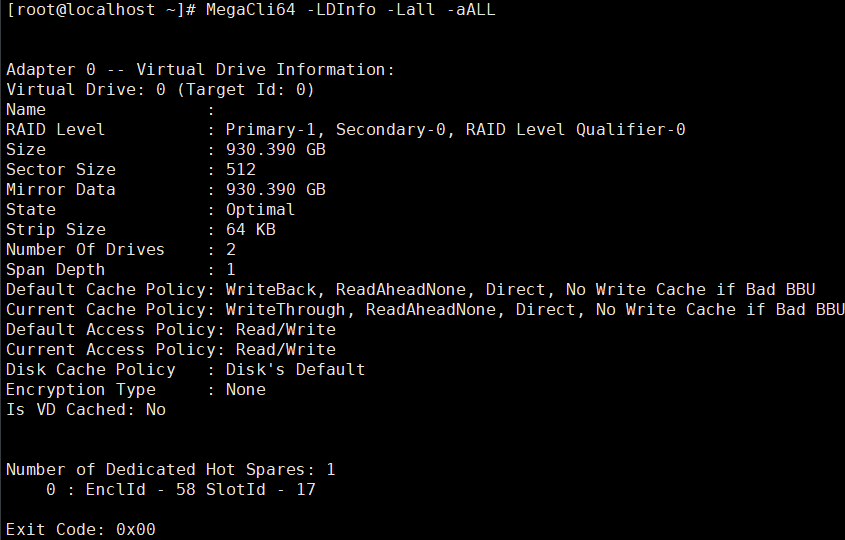 [root@localhost ~]# MegaCli64 -LDInfo -Lall -aALL
Adapter 0 -- Virtual Drive Information:
Virtual Drive: 0 (Target Id: 0)
Name                :
RAID Level          : Primary-1, Secondary-0, RAID Level Qualifier-0
Size                : 930.390 GB
Sector Size         : 512
Mirror Data         : 930.390 GB
State               : Optimal
Strip Size          : 64 KB
Number Of Drives    : 2
Span Depth          : 1
Default Cache Policy: WriteBack, ReadAheadNone, Direct, No Write Cache if Bad BBU
Current Cache Policy: WriteThrough, ReadAheadNone, Direct, No Write Cache if Bad BBU
Default Access Policy: Read/Write
Current Access Policy: Read/Write
Disk Cache Policy   : Disk's Default
Encryption Type     : None
Is VD Cached: No
Number of Dedicated Hot Spares: 1
    0 : EnclId - 58 SlotId - 17
Exit Code: 0x00